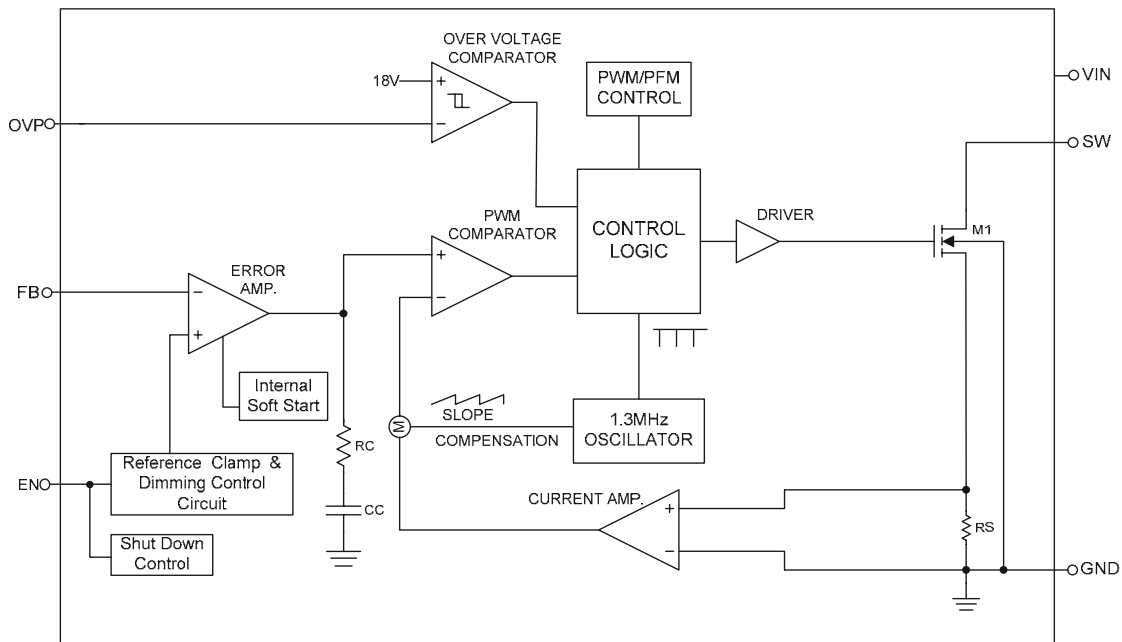 OVER VOLTAGE
COMPARATOR
18V
+
−
OVP
PWM/PFM
CONTROL
VIN
SW
PWM
COMPARATOR
+
−
CONTROL
LOGIC
DRIVER
M1
ERROR
AMP.
FB
−
+
Internal
Soft Start
SLOPE
COMPENSATION
M
1.3MHz
OSCILLATOR
RC
CC
EN
Reference Clamp &
Dimming Control
Circuit
Shut Down
Control
CURRENT AMP.
+
−
RS
GND